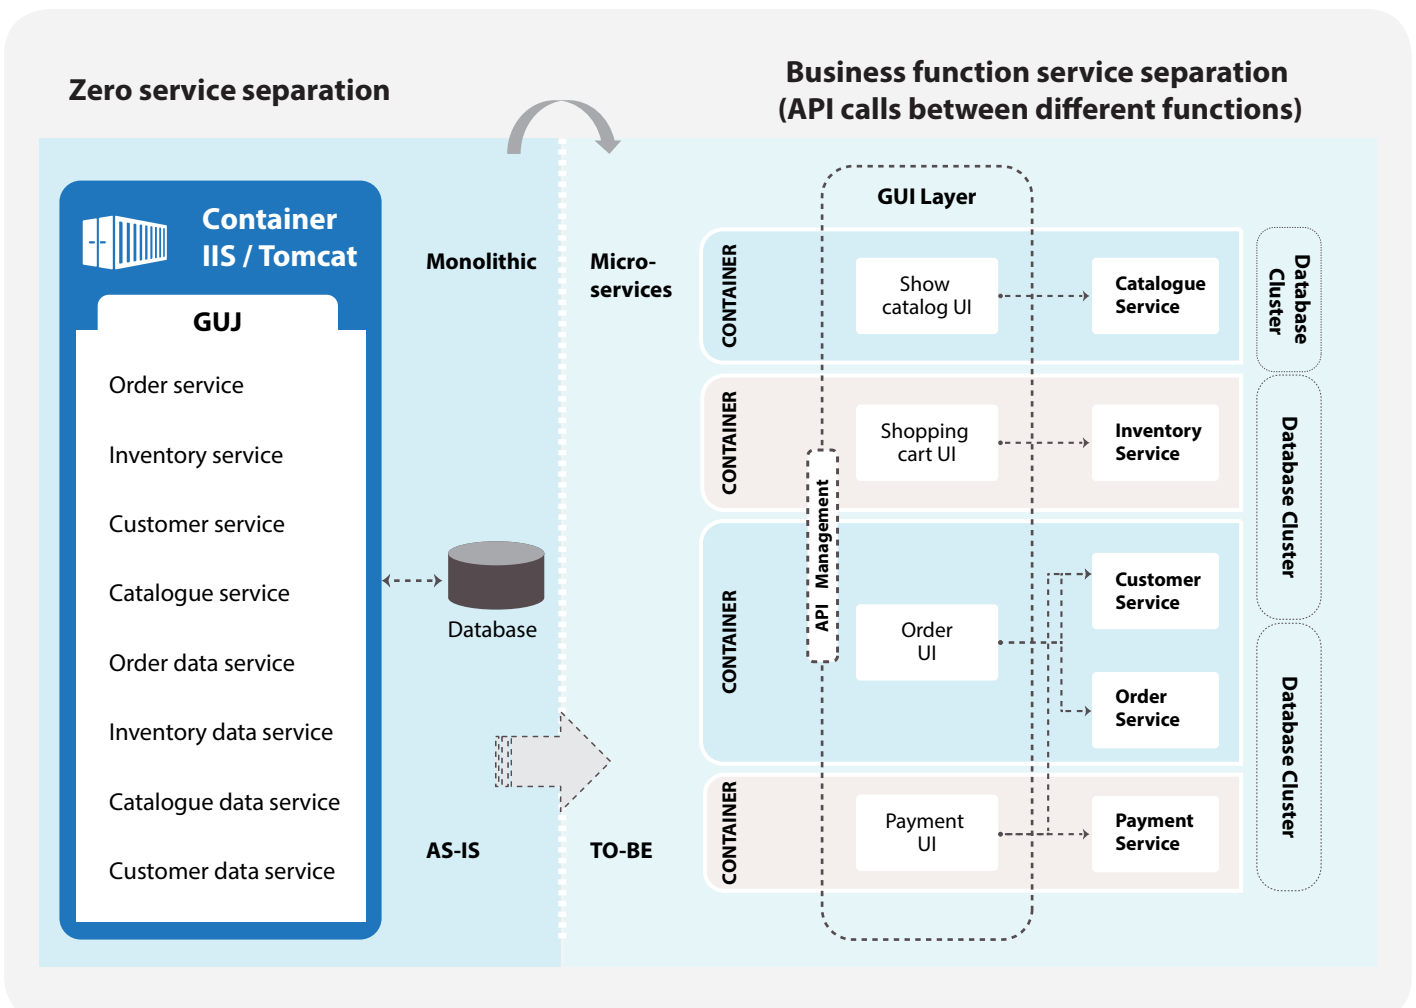 Zero service separation
Business function service separation
(API calls between different functions)
Container
IIS / Tomcat
GUJ
Order service
Inventory service
Customer service
Catalogue service
Order data service
Inventory data service
Catalogue data service
Customer data service
Monolithic
Database
AS-IS
Micro-
services
TO-BE
GUI Layer
API Management
CONTAINER
Show
catalog UI
Catalogue
Service
CONTAINER
Shopping
cart UI
Inventory
Service
CONTAINER
Order
UI
Customer
Service
Order
Service
CONTAINER
Payment
UI
Payment
Service
Database
Cluster
Database Cluster
Database Cluster